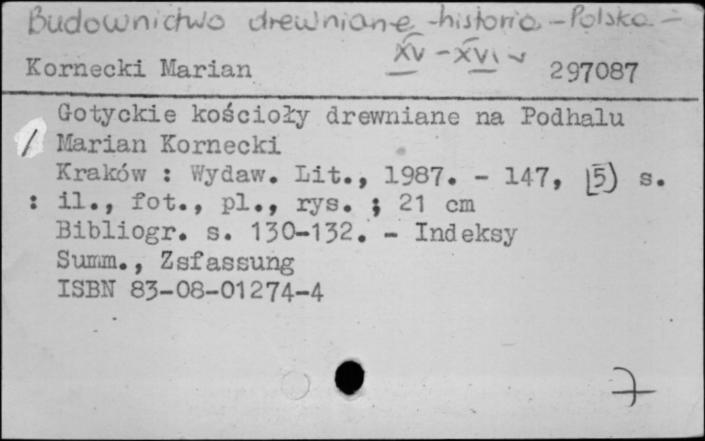 Budownictwo drewniane - historia - Polska -
XV - XVI w
Kornecki Marian 297087
Gotyckie kościoły drewniane na Podhalu
/ Marian Kornecki
Kraków : Wydaw. Lit., 1987. - 147, [5) s.
: il., fot., pl., rys. ; 21 cm
Bibliogr. s. 130-132. - Indeksy
Summ., Zsfassung
ISBN 83-08-01274-4